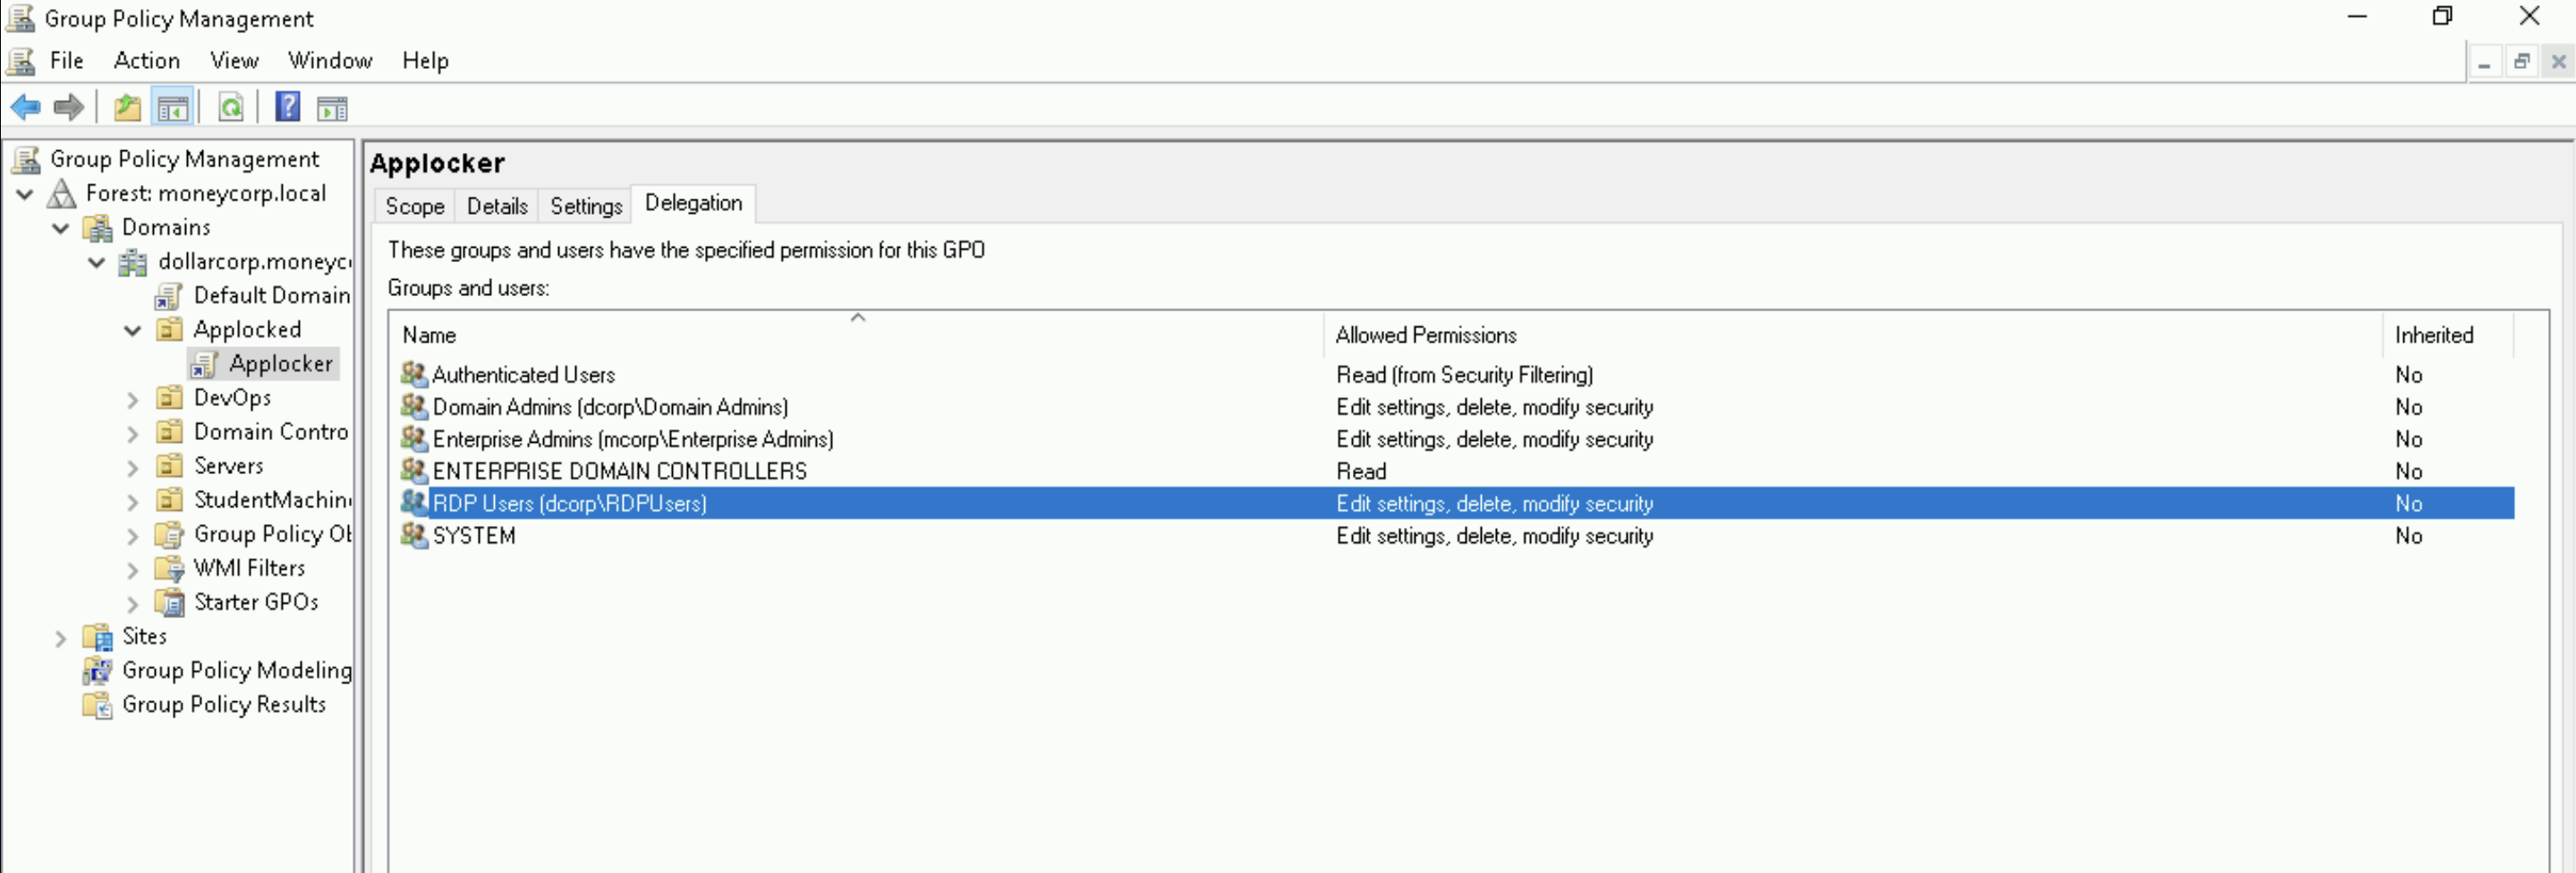 Group Policy Management
File Action View Window Help
Group Policy Management
Forest: moneycorp.local
Domains
dollarcorp.moneyc
Default Domain
Applocked
Applocker
DevOps
Domain Contro
Servers
StudentMachin
Group Policy Ob
WMI Filters
Starter GPOs
Sites
Group Policy Modeling
Group Policy Results
Applocker
Scope Details Settings Delegation
These groups and users have the specified permission for this GPO
Groups and users:
Name Allowed Permissions Inherited
Authenticated Users Read (from Security Filtering) No
Domain Admins (dcorp\Domain Admins) Edit settings, delete, modify security No
Enterprise Admins (mcorp\Enterprise Admins) Edit settings, delete, modify security No
ENTERPRISE DOMAIN CONTROLLERS Read No
RDP Users (dcorp\RDPUsers) Edit settings, delete, modify security No
SYSTEM Edit settings, delete, modify security No